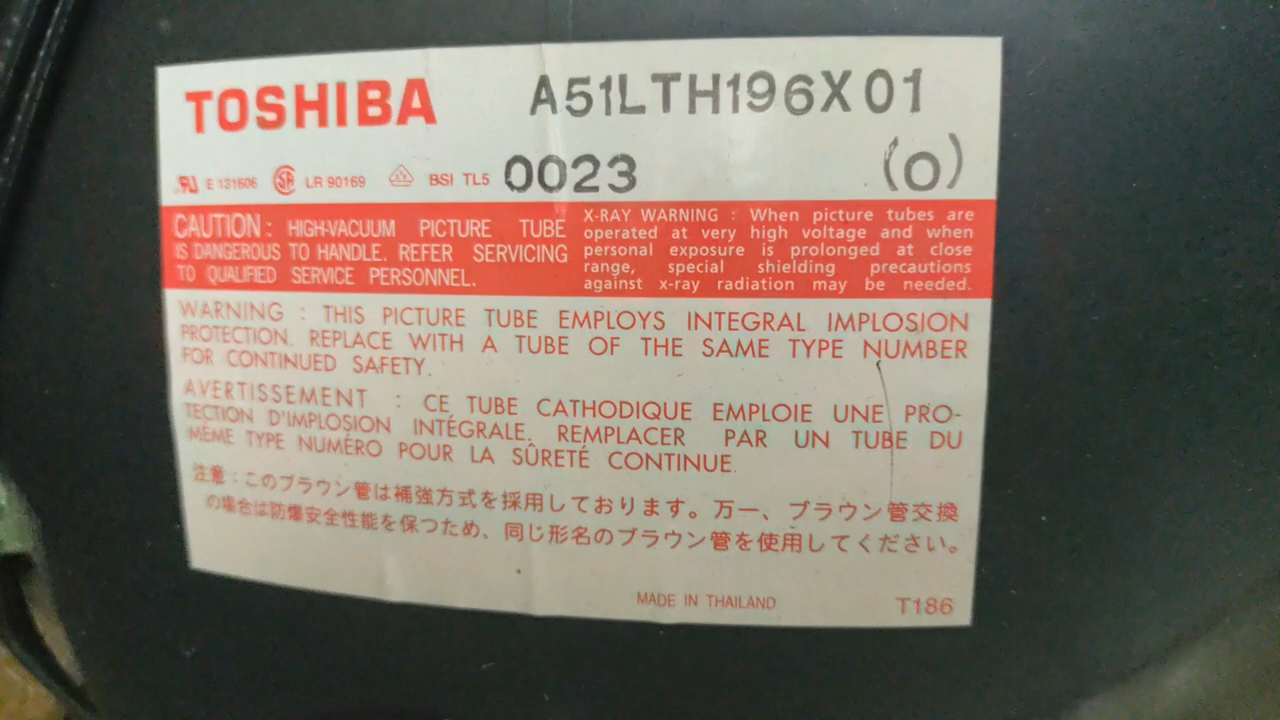 TOSHIBA A51LTH196X01
E 131606 LR 90169 BSI TL5 0023 (O)
CAUTION : HIGH-VACUUM PICTURE TUBE
IS DANGEROUS TO HANDLE. REFER SERVICING
TO QUALIFIED SERVICE PERSONNEL.
X-RAY WARNING : When picture tubes are
operated at very high voltage and when
personal exposure is prolonged at close
range, special shielding precautions
against x-ray radiation may be needed.
WARNING : THIS PICTURE TUBE EMPLOYS INTEGRAL IMPLOSION
PROTECTION. REPLACE WITH A TUBE OF THE SAME TYPE NUMBER
FOR CONTINUED SAFETY.
AVERTISSEMENT : CE TUBE CATHODIQUE EMPLOIE UNE PRO-
TECTION D'IMPLOSION INTÉGRALE. REMPLACER PAR UN TUBE DU
MÊME TYPE NUMÉRO POUR LA SÛRETÉ CONTINUE.
注意:このブラウン管は補強方式を採用しております。万一、ブラウン管交換
の場合は防爆安全性能を保つため、同じ形名のブラウン管を使用してください。
MADE IN THAILAND T186